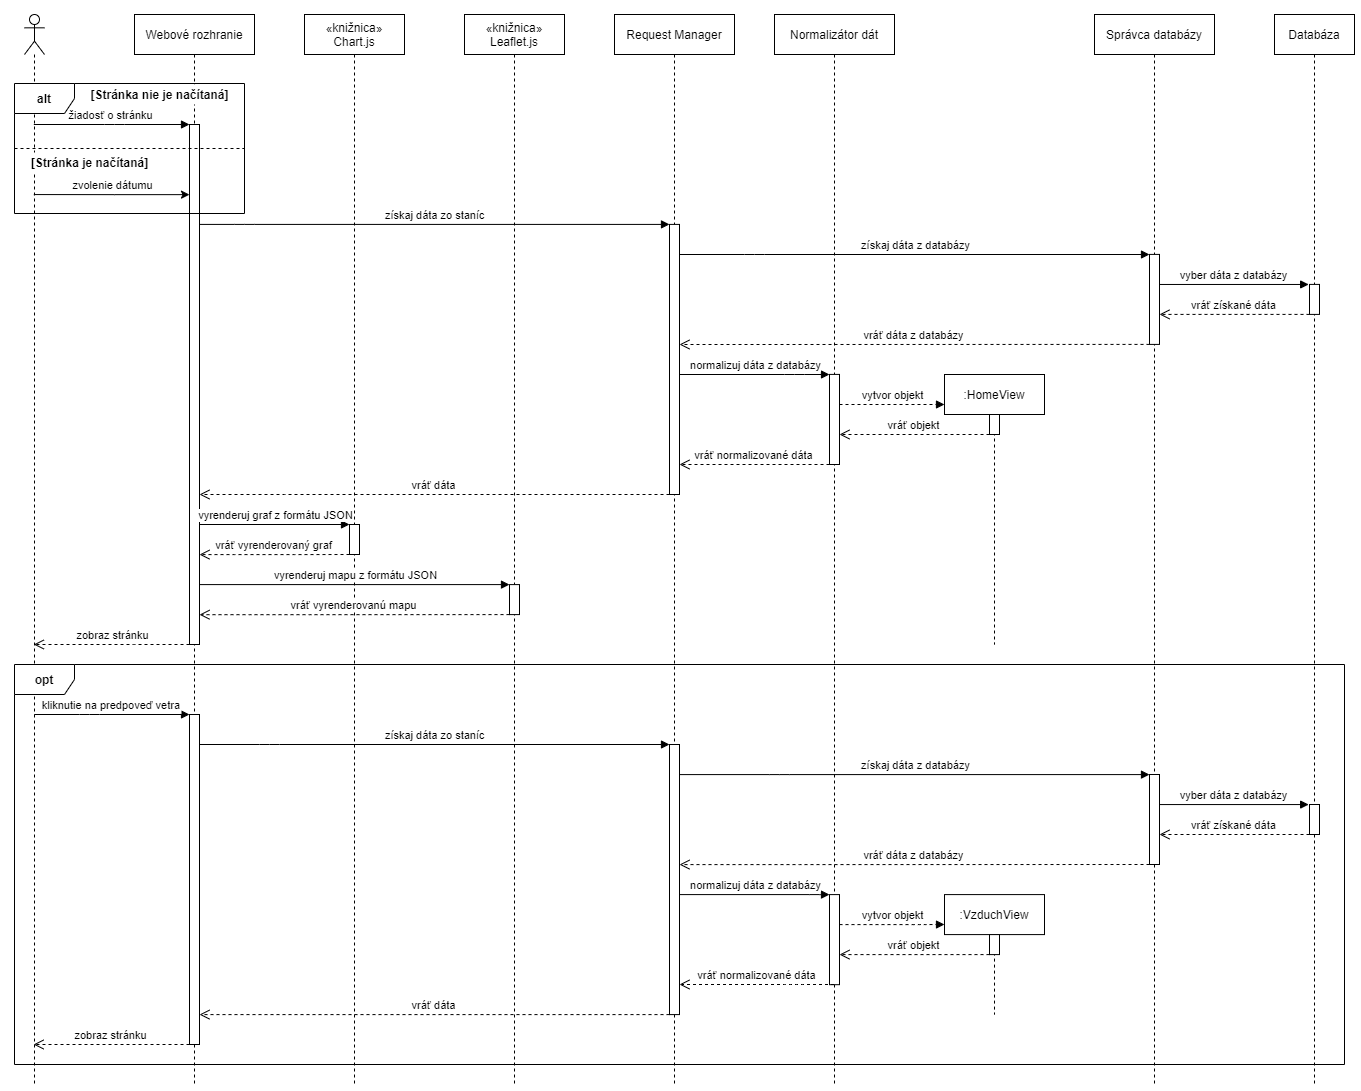 Webové rozhranie
«knižnica»
Chart.js
«knižnica»
Leaflet.js
Request Manager
Normalizátor dát
Správca databázy
Databáza
alt
[Stránka nie je načítaná]
žiadosť o stránku
[Stránka je načítaná]
zvolenie dátumu
získaj dáta zo staníc
získaj dáta z databázy
vyber dáta z databázy
vráť získané dáta
vráť dáta z databázy
normalizuj dáta z databázy
vytvor objekt
:HomeView
vráť objekt
vráť normalizované dáta
vráť dáta
vyrenderuj graf z formátu JSON
vráť vyrenderovaný graf
vyrenderuj mapu z formátu JSON
vráť vyrenderovanú mapu
zobraz stránku
opt
kliknutie na predpoveď vetra
získaj dáta zo staníc
získaj dáta z databázy
vyber dáta z databázy
vráť získané dáta
vráť dáta z databázy
normalizuj dáta z databázy
vytvor objekt
:VzduchView
vráť objekt
vráť normalizované dáta
vráť dáta
zobraz stránku